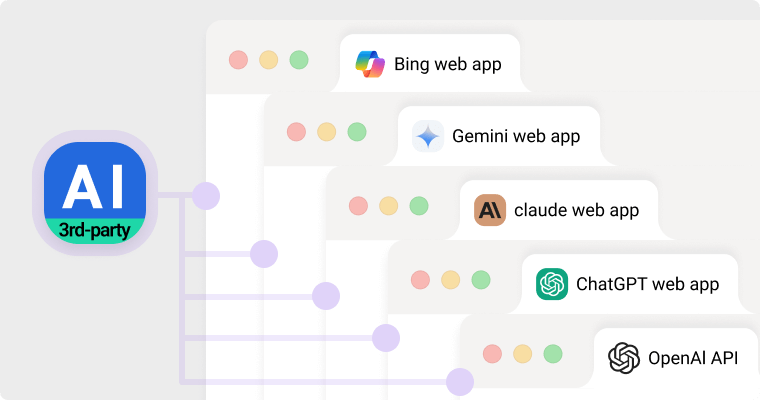 Bing web app
Gemini web app
AI
3rd-party
claude web app
ChatGPT web app
OpenAI API